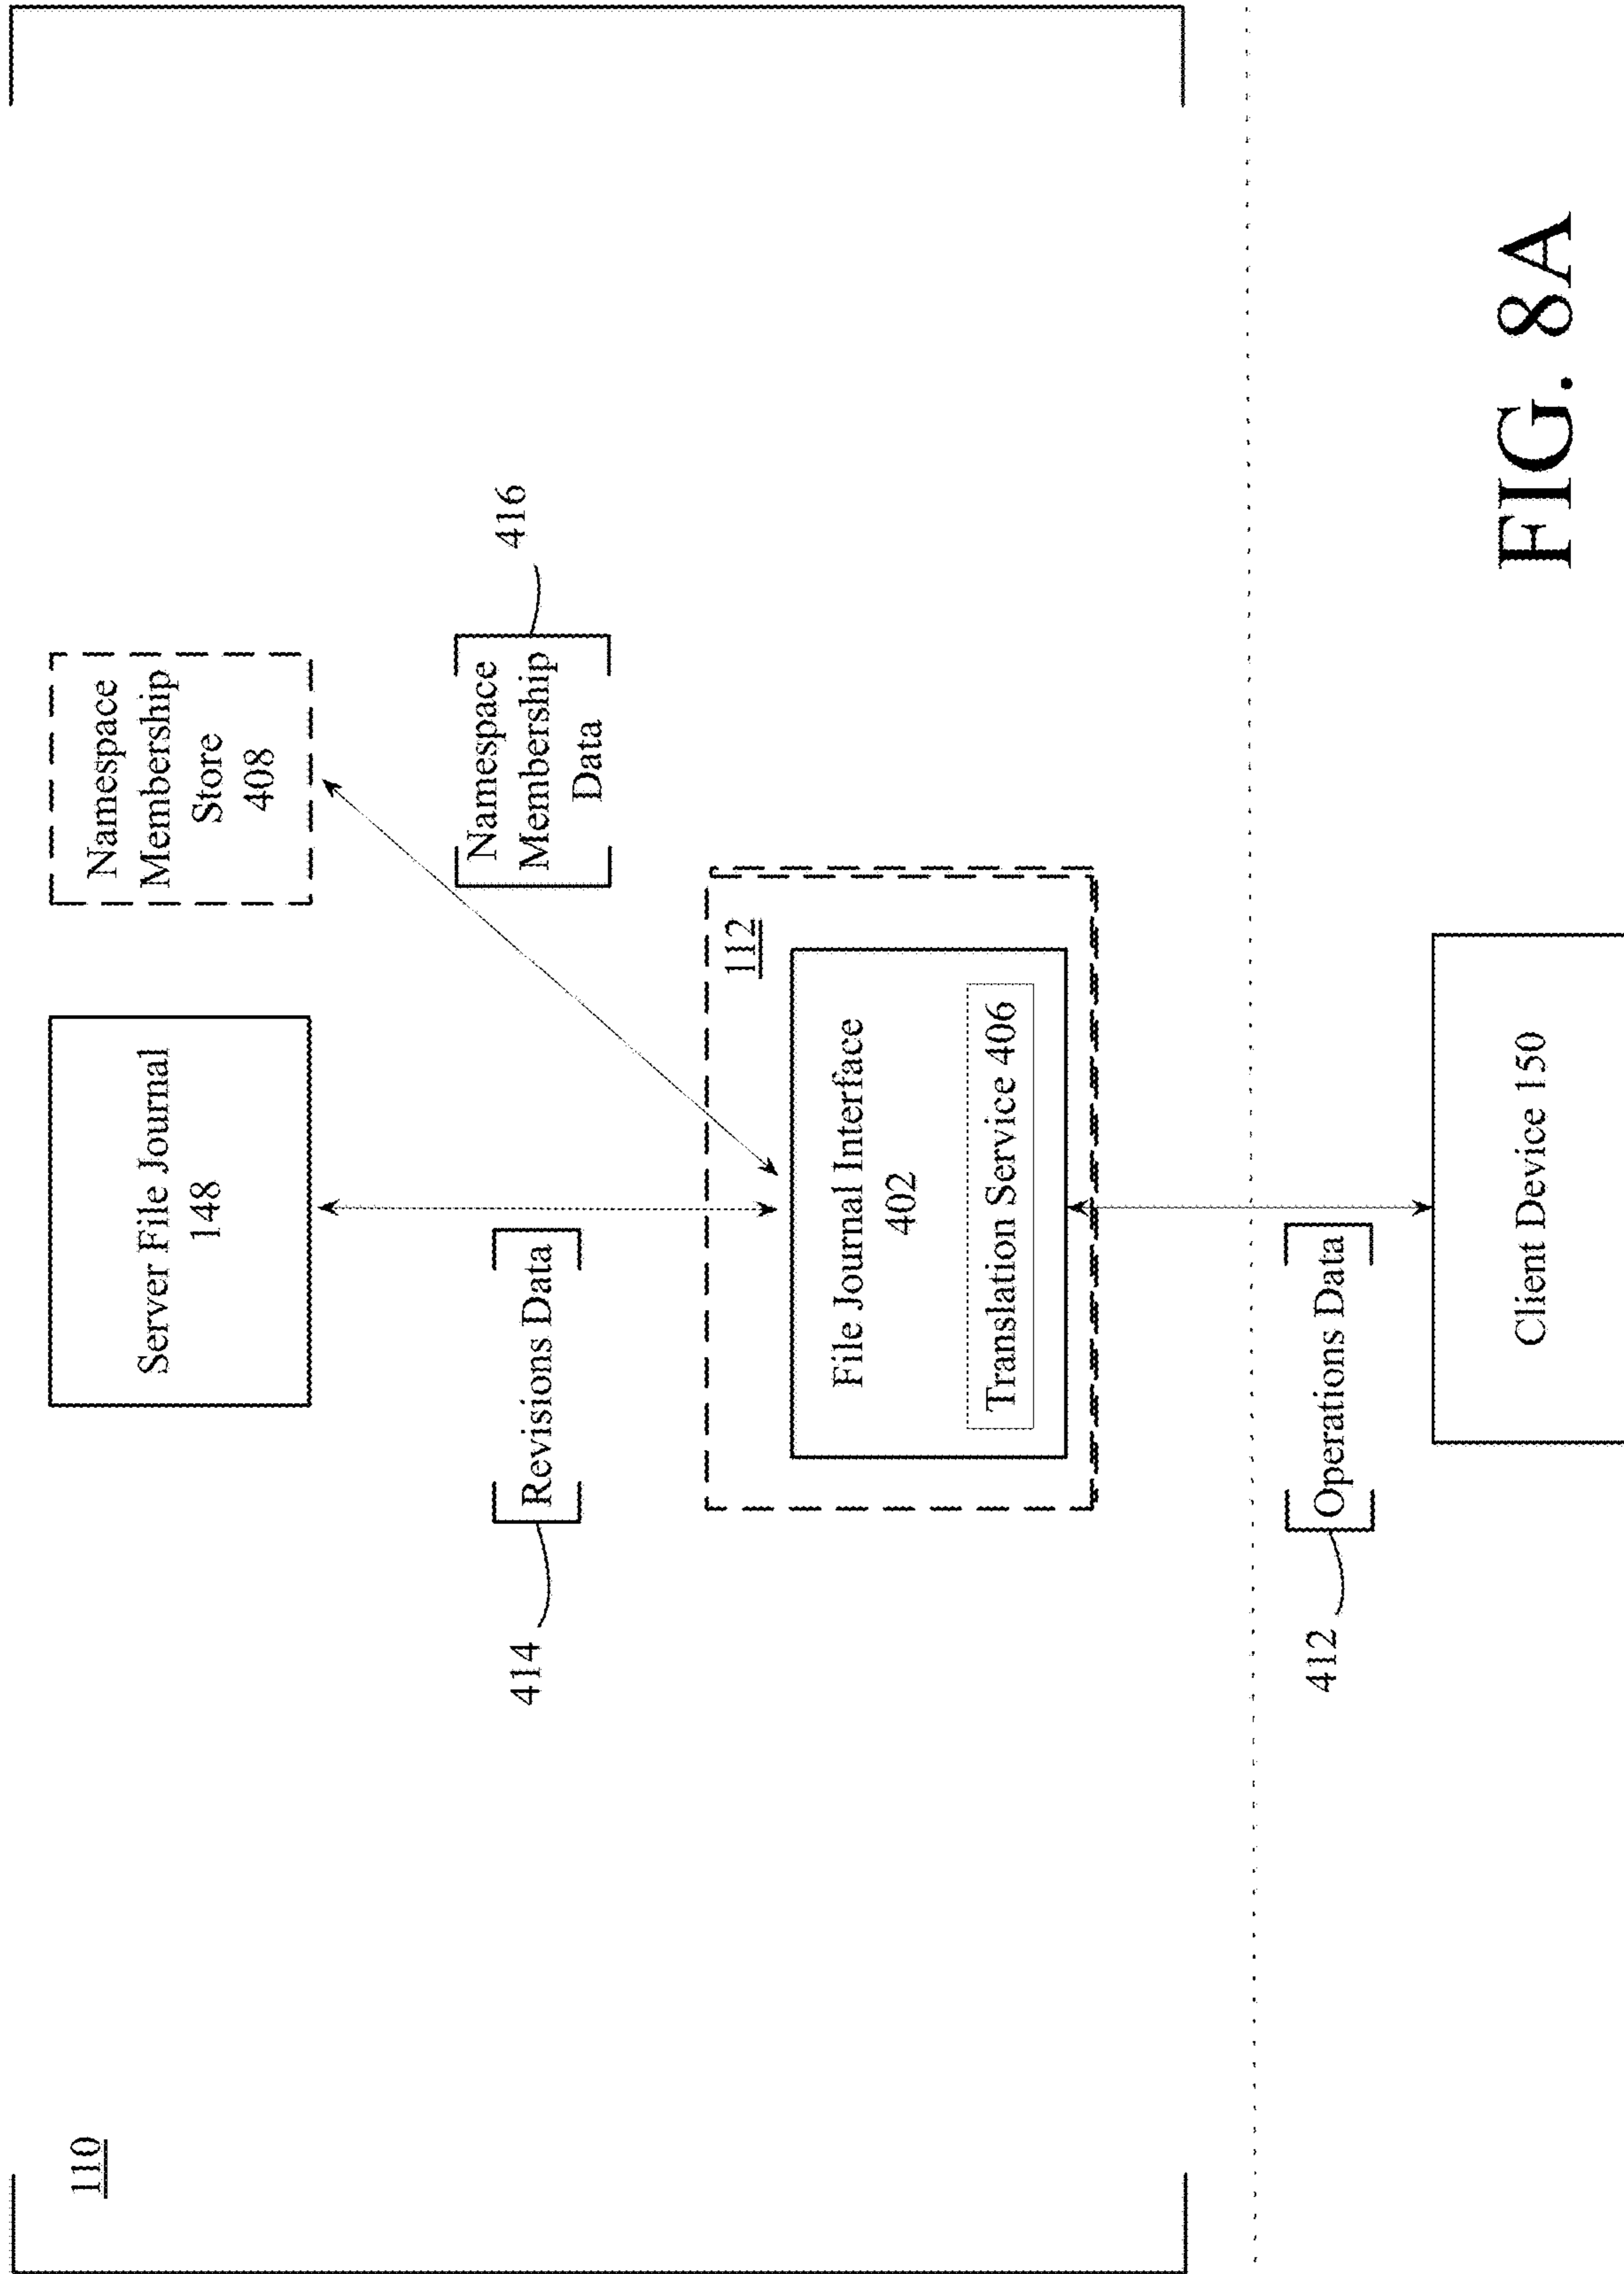 110
Server File Journal
148
Namespace
Membership
Store
408
414
Revisions Data
Namespace
Membership
Data
416
112
File Journal Interface
402
Translation Service 406
412
Operations Data
Client Device 150
FIG. 8A